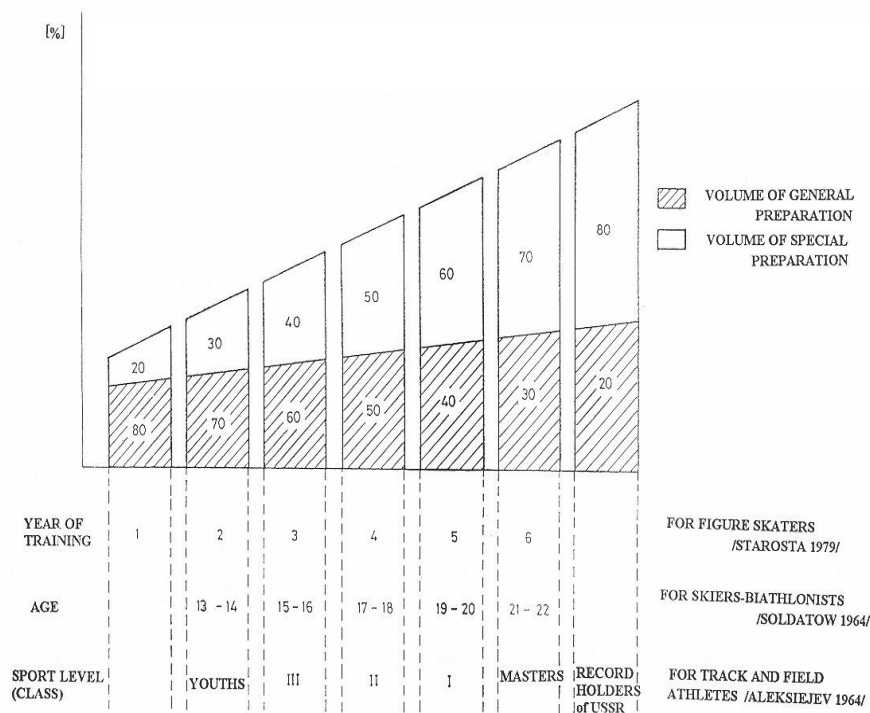 [%]
VOLUME OF GENERAL
PREPARATION
VOLUME OF SPECIAL
PREPARATION
20 30 40 50 60 70 80
80 70 60 50 40 30 20
YEAR OF
TRAINING
1 2 3 4 5 6
FOR FIGURE SKATERS
/STAROSTA 1979/
AGE
13 - 14 15 - 16 17 - 18 19 - 20 21 - 22
FOR SKIERS-BIATHLONISTS
/SOLDATOW 1964/
SPORT LEVEL
(CLASS)
YOUTHS III II I MASTERS RECORD
HOLDERS
of USSR
FOR TRACK AND FIELD
ATHLETES /ALEKSIEJEV 1964/